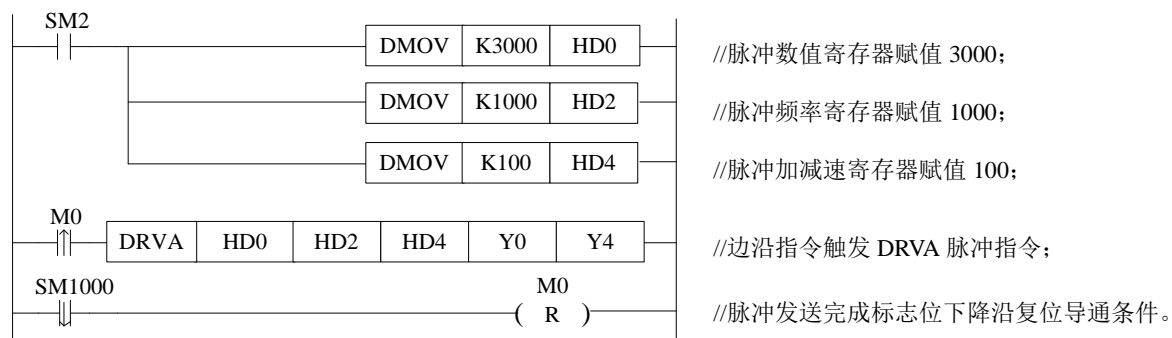 SM2
DMOV K3000 HD0 //脉冲数值寄存器赋值 3000；
DMOV K1000 HD2 //脉冲频率寄存器赋值 1000；
DMOV K100 HD4 //脉冲加减速寄存器赋值 100；
M0
DRVA HD0 HD2 HD4 Y0 Y4 //边沿指令触发 DRVA 脉冲指令；
SM1000 M0
( R ) //脉冲发送完成标志位下降沿复位导通条件。